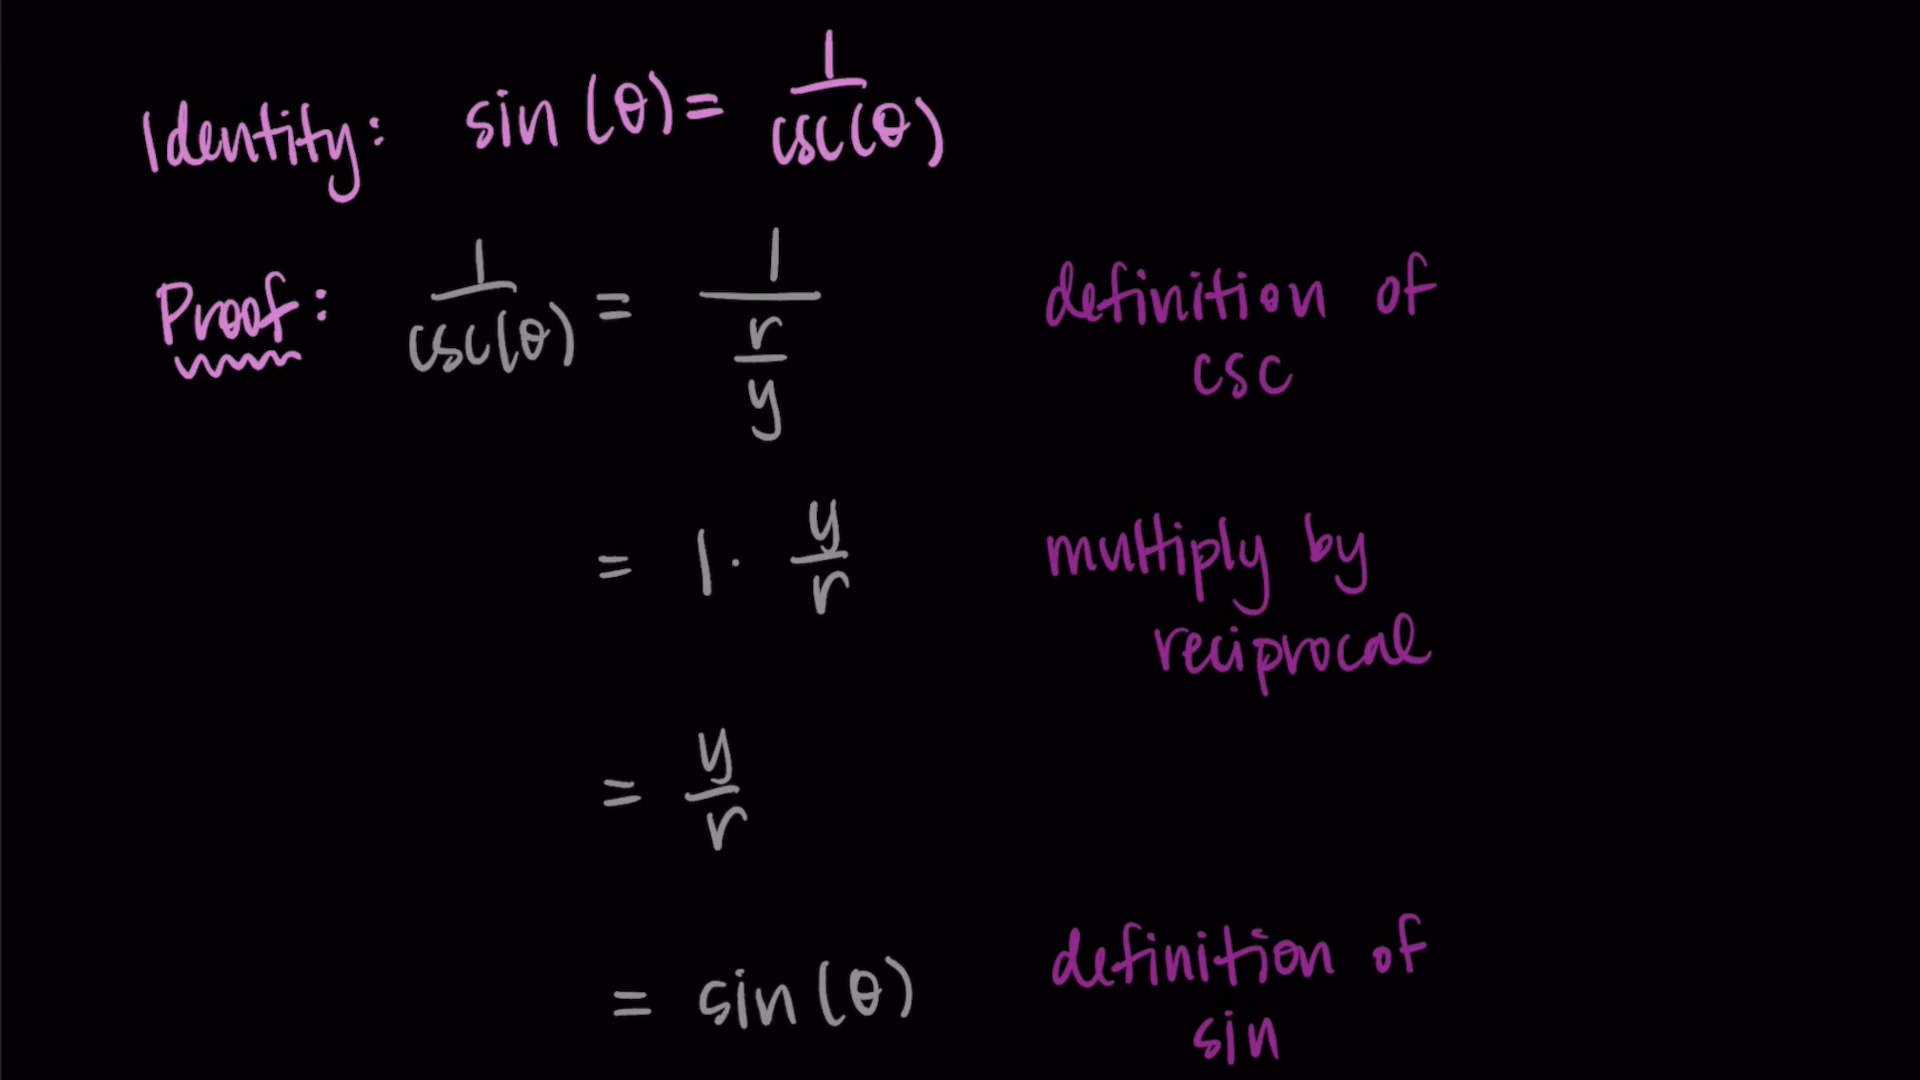 Identity: sin (θ) = 1/csc(θ)
Proof: 1/csc(θ) = 1/(r/y) definition of
csc
= 1 · y/r multiply by
reciprocal
= y/r
= sin (θ) definition of
sin